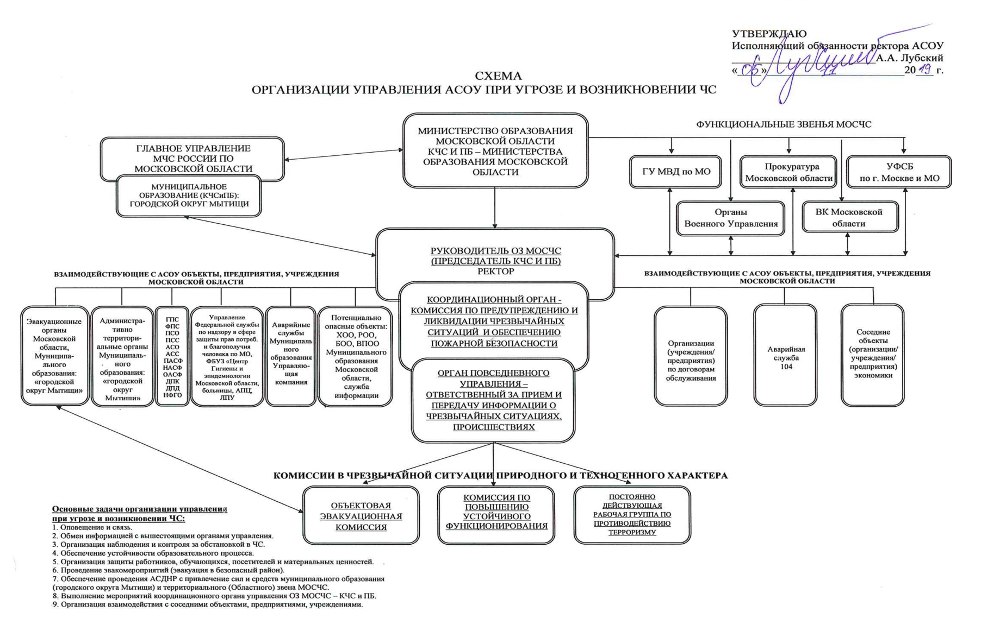 УТВЕРЖДАЮ
Исполняющий обязанности ректора АСОУ
А.А. Лубский
«06» 11 2019 г.
СХЕМА
ОРГАНИЗАЦИИ УПРАВЛЕНИЯ АСОУ ПРИ УГРОЗЕ И ВОЗНИКНОВЕНИИ ЧС
ГЛАВНОЕ УПРАВЛЕНИЕ
МЧС РОССИИ ПО
МОСКОВСКОЙ ОБЛАСТИ
МУНИЦИПАЛЬНОЕ
ОБРАЗОВАНИЕ (КЧСиПБ):
ГОРОДСКОЙ ОКРУГ МЫТИЩИ
МИНИСТЕРСТВО ОБРАЗОВАНИЯ
МОСКОВСКОЙ ОБЛАСТИ
КЧС И ПБ – МИНИСТЕРСТВА
ОБРАЗОВАНИЯ МОСКОВСКОЙ
ОБЛАСТИ
ФУНКЦИОНАЛЬНЫЕ ЗВЕНЬЯ МОСЧС
ГУ МВД по МО
Прокуратура
Московской области
УФСБ
по г. Москве и МО
Органы
Военного Управления
ВК Московской
области
РУКОВОДИТЕЛЬ ОЗ МОСЧС
(ПРЕДСЕДАТЕЛЬ КЧС И ПБ)
РЕКТОР
КООРДИНАЦИОННЫЙ ОРГАН -
КОМИССИЯ ПО ПРЕДУПРЕЖДЕНИЮ И
ЛИКВИДАЦИИ ЧРЕЗВЫЧАЙНЫХ
СИТУАЦИЙ И ОБЕСПЕЧЕНИЮ
ПОЖАРНОЙ БЕЗОПАСНОСТИ
ОРГАН ПОВСЕДНЕВНОГО
УПРАВЛЕНИЯ –
ОТВЕТСТВЕННЫЙ ЗА ПРИЕМ И
ПЕРЕДАЧУ ИНФОРМАЦИИ О
ЧРЕЗВЫЧАЙНЫХ СИТУАЦИЯХ,
ПРОИСШЕСТВИЯХ
ВЗАИМОДЕЙСТВУЮЩИЕ С АСОУ ОБЪЕКТЫ, ПРЕДПРИЯТИЯ, УЧРЕЖДЕНИЯ
МОСКОВСКОЙ ОБЛАСТИ
Эвакуационные
органы
Московской
области,
Муниципа-
льного
образования:
«городской
округ Мытищи»
Администра-
тивно
территори-
альные органы
Муниципаль-
ного
образования:
«городской
округ
Мытищи»
ГПС
ФПС
ПСО
ПСС
АСО
АСС
ПАСФ
НАСФ
ОАСФ
ДПК
ДПД
НФГО
Управление
Федеральной службы
по надзору в сфере
защиты прав потреб.
и благополучия
человека по МО,
ФБУЗ «Центр
Гигиены и
эпидемиологии
Московской области,
больницы, АПЦ,
ЛПУ
Аварийные
службы
Муниципаль
ного
образования
Управляю-
щая
компания
Потенциально
опасные объекты:
ХОО, РОО,
БОО, ВПОО
Муниципального
образования
Московской
области,
служба
информации
ВЗАИМОДЕЙСТВУЮЩИЕ С АСОУ ОБЪЕКТЫ, ПРЕДПРИЯТИЯ, УЧРЕЖДЕНИЯ
МОСКОВСКОЙ ОБЛАСТИ
Организации
(учреждения/
предприятия)
по договорам
обслуживания
Аварийная
служба
104
Соседние
объекты
(организации/
учреждения/
предприятия)
экономики
КОМИССИИ В ЧРЕЗВЫЧАЙНОЙ СИТУАЦИИ ПРИРОДНОГО И ТЕХНОГЕННОГО ХАРАКТЕРА
ОБЪЕКТОВАЯ
ЭВАКУАЦИОННАЯ
КОМИССИЯ
КОМИССИЯ ПО
ПОВЫШЕНИЮ
УСТОЙЧИВОГО
ФУНКЦИОНИРОВАНИЯ
ПОСТОЯННО
ДЕЙСТВУЮЩАЯ
РАБОЧАЯ ГРУППА ПО
ПРОТИВОДЕЙСТВИЮ
ТЕРРОРИЗМУ
Основные задачи организации управления
при угрозе и возникновении ЧС:
1. Оповещение и связь.
2. Обмен информацией с вышестоящими органами управления.
3. Организация наблюдения и контроля за обстановкой в ЧС.
4. Обеспечение устойчивости образовательного процесса.
5. Организация защиты работников, обучающихся, посетителей и материальных ценностей.
6. Проведение эвакомероприятий (эвакуация в безопасный район).
7. Обеспечение проведения АСДНР с привлечение сил и средств муниципального образования
(городского округа Мытищи) и территориального (Областного) звена МОСЧС.
8. Выполнение мероприятий координационного органа управления ОЗ МОСЧС – КЧС и ПБ.
9. Организация взаимодействия с соседними объектами, предприятиями, учреждениями.